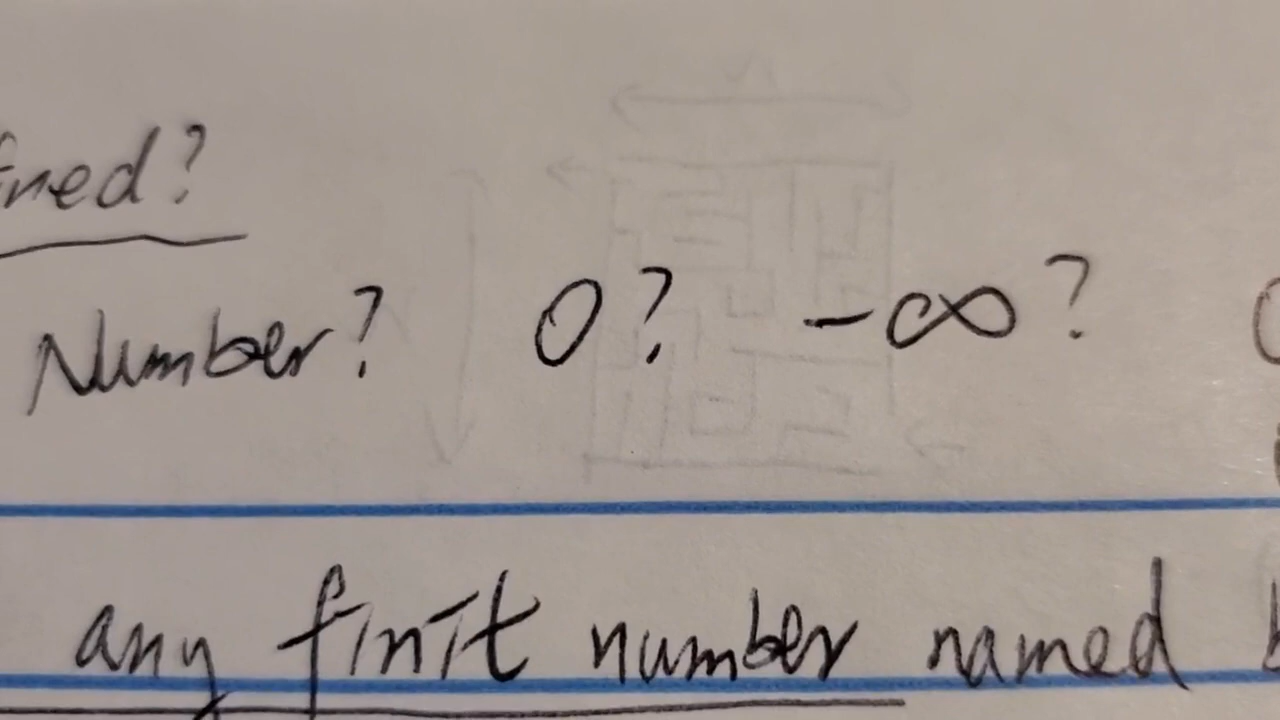 fined?
Number? 0? -∞?
any finit number named